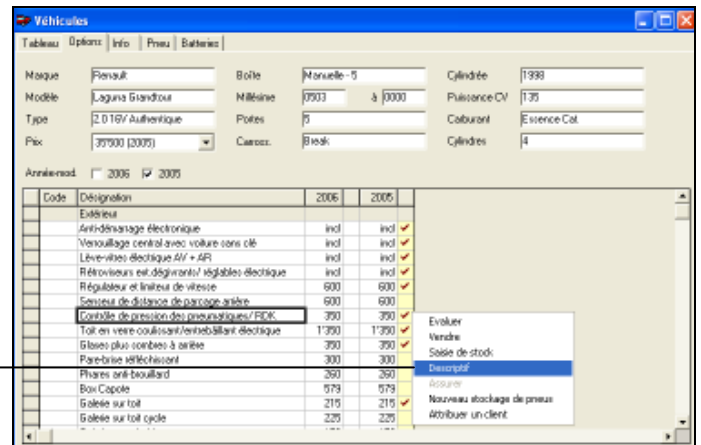 Véhicules
Tableau Options Info Pneu Batteries
Marque Renault Boîte Manuelle - 5 Cylindrée 1998
Modèle Laguna Grandtour Millésime 0503 à 0000 Puissance CV 135
Type 2.0 16V Authentique Portes 5 Carburant Essence Cat.
Prix 35'500 (2005) Carross. Break Cylindres 4
Année-mod. 2006 2005
Code Désignation 2006 2005
Extérieur
Anti-démarrage électronique incl incl
Verrouillage central avec voiture sans clé incl incl
Lève-vitres électrique AV + AR incl incl
Rétroviseurs ext.dégivrants/ réglables électrique incl incl
Régulateur et limiteur de vitesse 600 600
Senseur de distance de parcage arrière 600 600
Contrôle de pression des pneumatiques/ RDK 350 350
Toit en verre coulissant/entrebâillant électrique 1'350 1'350
Glaces plus sombres à arrière 350 350
Pare-brise réfléchissant 300 300
Phares anti-brouillard 260 260
Box Capote 579 579
Galerie sur toit 215 215
Galerie sur toit cycle 225 225
Evaluer
Vendre
Saisie de stock
Descriptif
Assurer
Nouveau stockage de pneus
Attribuer un client